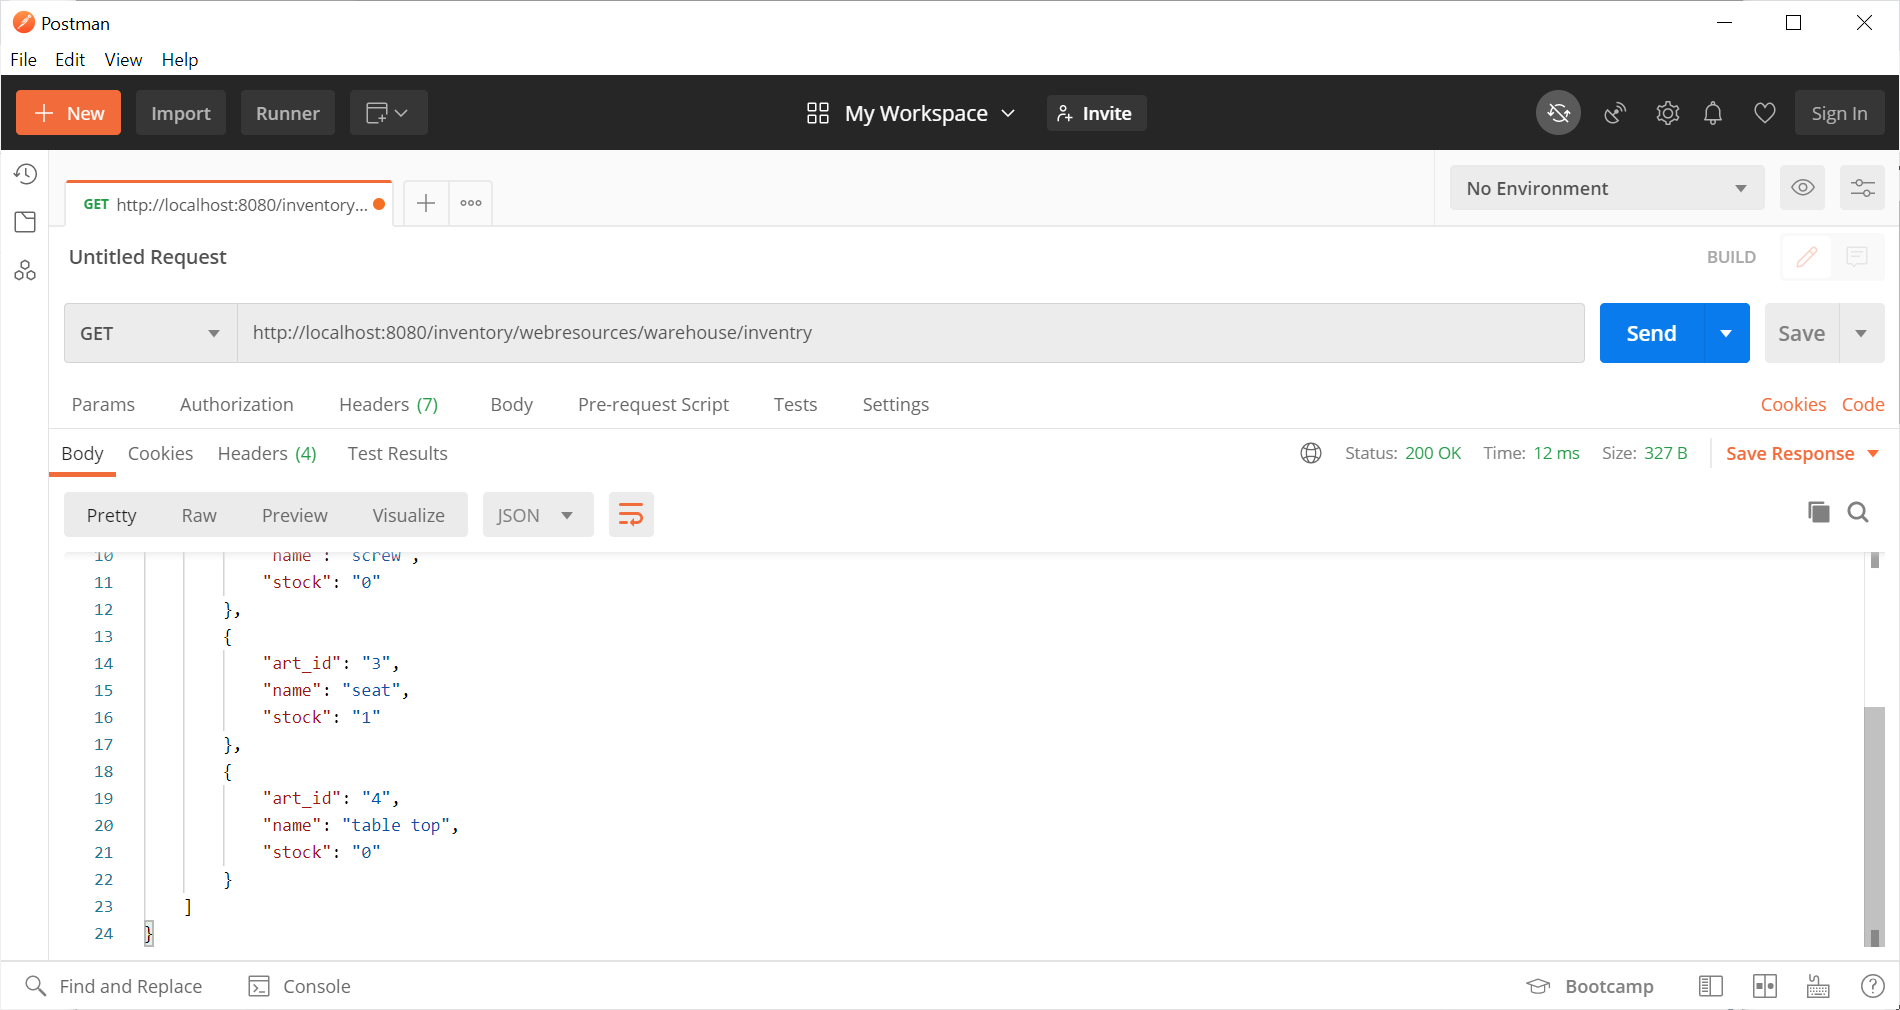 Postman
File Edit View Help
New Import Runner My Workspace Invite Sign In
GET http://localhost:8080/inventory... No Environment
Untitled Request BUILD
GET http://localhost:8080/inventory/webresources/warehouse/inventry Send Save
Params Authorization Headers (7) Body Pre-request Script Tests Settings Cookies Code
Body Cookies Headers (4) Test Results Status: 200 OK Time: 12 ms Size: 327 B Save Response
Pretty Raw Preview Visualize JSON
10 name : screw ,
11 "stock": "0"
12 },
13 {
14 "art_id": "3",
15 "name": "seat",
16 "stock": "1"
17 },
18 {
19 "art_id": "4",
20 "name": "table top",
21 "stock": "0"
22 }
23 ]
24 }
Find and Replace Console Bootcamp